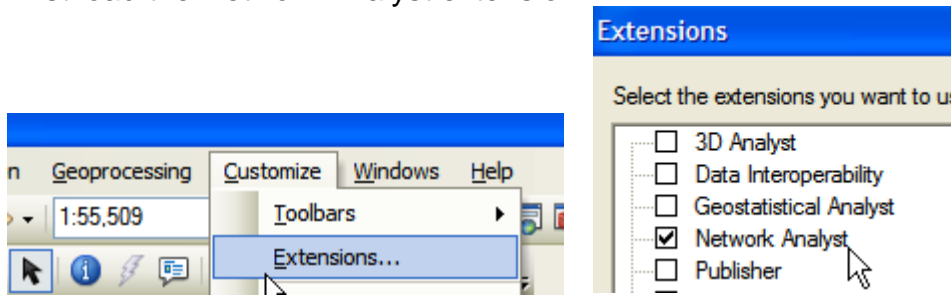 Extensions
Select the extensions you want to
3D Analyst
Data Interoperability
Geostatistical Analyst
Network Analyst
Publisher
Geoprocessing Customize Windows Help
1:55,509
Toolbars
Extensions...